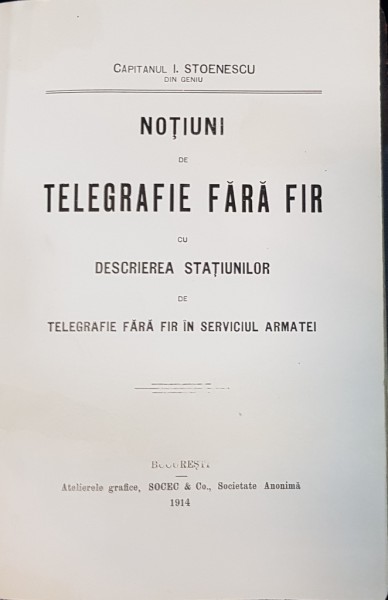 CAPITANUL I. STOENESCU
DIN GENIU
NOȚIUNI
DE
TELEGRAFIE FĂRĂ FIR
CU
DESCRIEREA STAȚIUNILOR
DE
TELEGRAFIE FĂRĂ FIR ÎN SERVICIUL ARMATEI
BUCUREȘTI
Atelierele grafice, SOCEC & Co., Societate Anonimă
1914